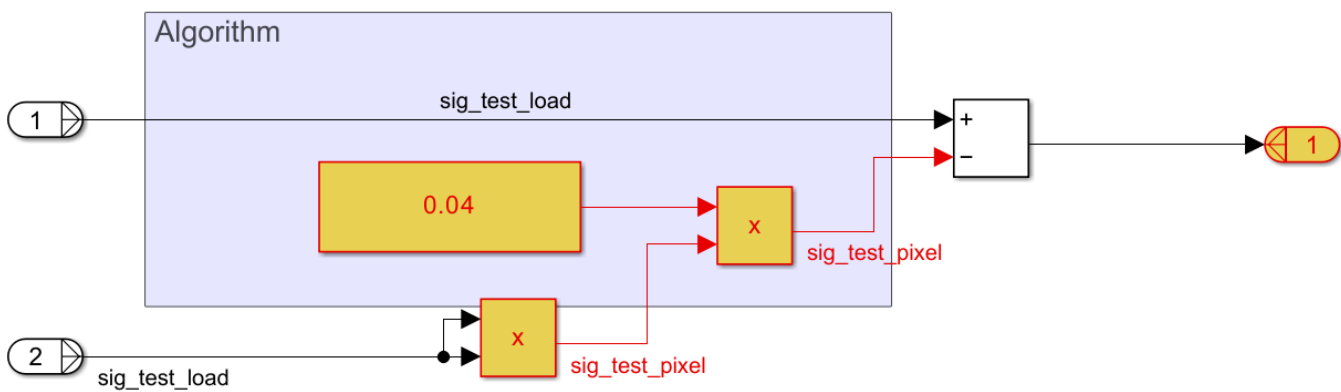 Algorithm
sig_test_load
1
+
−
1
0.04
x
sig_test_pixel
x
2
sig_test_pixel
sig_test_load